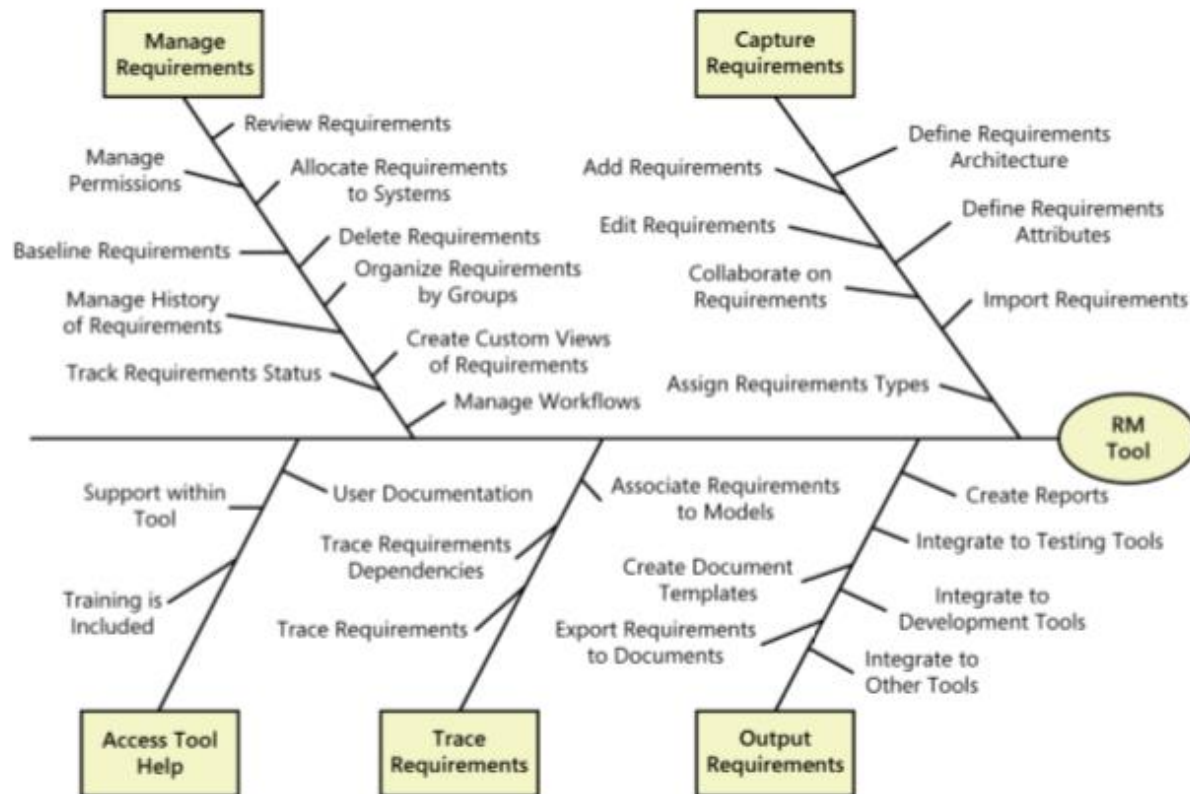 Manage
Requirements
Capture
Requirements
Review Requirements
Manage
Permissions
Allocate Requirements
to Systems
Baseline Requirements
Delete Requirements
Organize Requirements
by Groups
Manage History
of Requirements
Create Custom Views
of Requirements
Track Requirements Status
Manage Workflows
Define Requirements
Architecture
Add Requirements
Define Requirements
Attributes
Edit Requirements
Collaborate on
Requirements
Import Requirements
Assign Requirements Types
RM
Tool
Support within
Tool
User Documentation
Training is
Included
Associate Requirements
to Models
Trace Requirements
Dependencies
Trace Requirements
Create Reports
Integrate to Testing Tools
Create Document
Templates
Integrate to
Development Tools
Export Requirements
to Documents
Integrate to
Other Tools
Access Tool
Help
Trace
Requirements
Output
Requirements